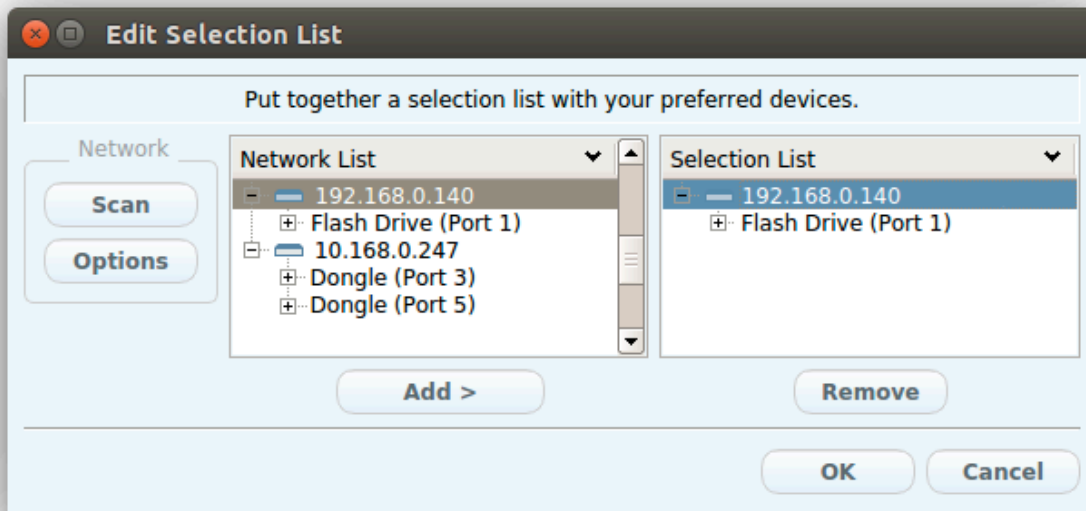 Edit Selection List
Put together a selection list with your preferred devices.
Network
Scan
Options
Network List
192.168.0.140
Flash Drive (Port 1)
10.168.0.247
Dongle (Port 3)
Dongle (Port 5)
Add >
Selection List
192.168.0.140
Flash Drive (Port 1)
Remove
OK
Cancel